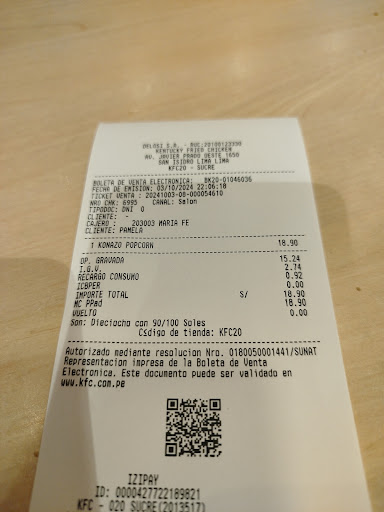 DELOSI S.A. - RUC:20100123330
KENTUCKY FRIED CHICKEN
AV. JAVIER PRADO OESTE 1650
SAN ISIDRO LIMA LIMA
KFC20 - SUCRE
BOLETA DE VENTA ELECTRONICA: BK20-01046036
FECHA DE EMISION: 03/10/2024 22:06:18
TICKET VENTA : 20241003-08-000054610
NRO CHK: 6995 CANAL: Salon
TIPODOC: DNI 0
CLIENTE: -
CAJERO : 203003 MARIA FE
CLIENTE: PAMELA
1 KONAZO POPCORN 18.90
OP. GRAVADA 15.24
I.G.V. 2.74
RECARGO CONSUMO 0.92
ICBPER 0.00
IMPORTE TOTAL S/ 18.90
MC PPad 18.90
VUELTO 0.00
Son: Dieciocho con 90/100 Soles
Código de tienda: KFC20
Autorizado mediante resolucion Nro. 0180050001441/SUNAT
Representacion impresa de la Boleta de Venta
Electronica. Este documento puede ser validado en
www.kfc.com.pe
IZIPAY
ID: 0000427722189821
KFC - 020 SUCRE(2013517)